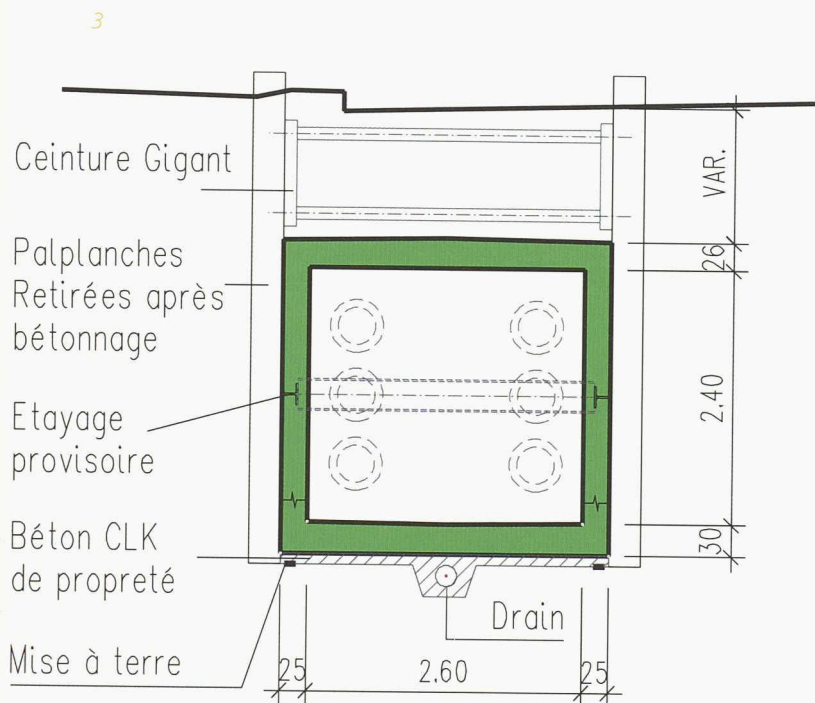 3
Ceinture Gigant
Palplanches
Retirées après
bétonnage
Etayage
provisoire
Béton CLK
de propreté
Mise à terre
Drain
VAR.
26
2.40
30
25
2.60
25